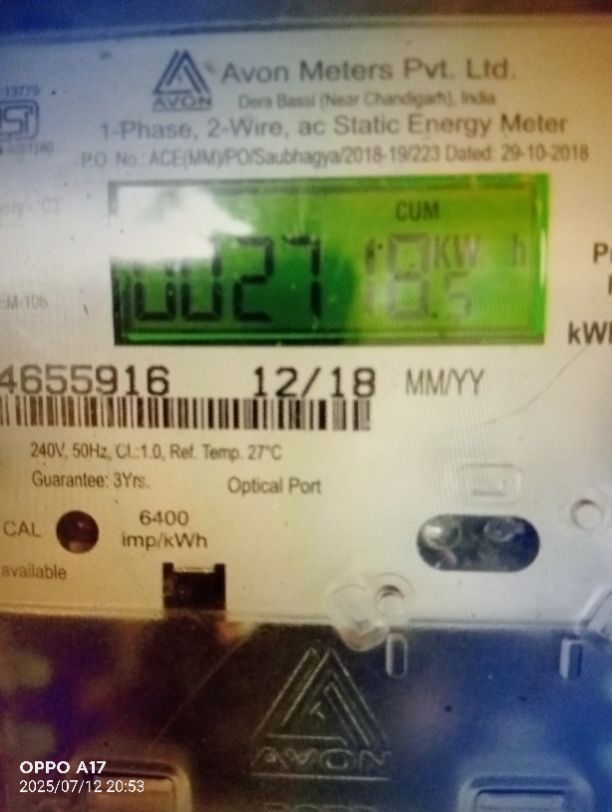 Avon Meters Pvt. Ltd.
AVON
Dera Bassi (Near Chandigarh), India
1-Phase, 2-Wire, ac Static Energy Meter
P.O. No.: ACE(MM)/PO/Saubhagya/2018-19/223 Dated: 29-10-2018
CUM
KW h
4655916 12/18 MM/YY
kWh
240V, 50Hz, Cl.:1.0, Ref. Temp. 27°C
Guarantee: 3Yrs. Optical Port
CAL 6400
imp/kWh
available
AVON
OPPO A17
2025/07/12 20:53